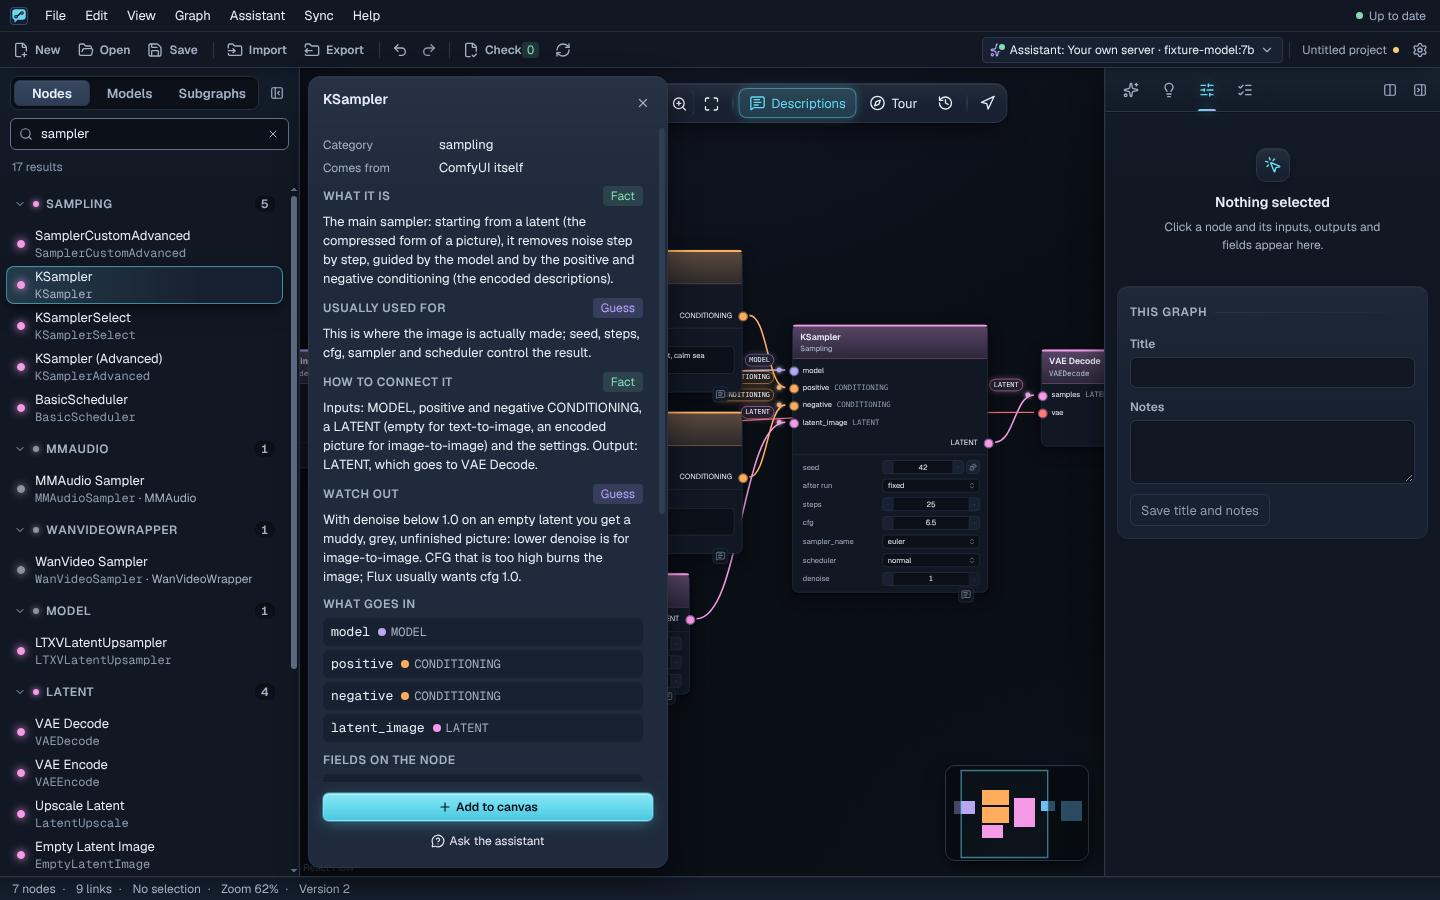 File Edit View Graph Assistant Sync Help
Up to date
New Open Save Import Export Check 0
Assistant: Your own server · fixture-model:7b
Untitled project
Nodes Models Subgraphs
sampler
17 results
SAMPLING 5
SamplerCustomAdvanced
SamplerCustomAdvanced
KSampler
KSampler
KSamplerSelect
KSamplerSelect
KSampler (Advanced)
KSamplerAdvanced
BasicScheduler
BasicScheduler
MMAUDIO 1
MMAudio Sampler
MMAudioSampler · MMAudio
WANVIDEOWRAPPER 1
WanVideo Sampler
WanVideoSampler · WanVideoWrapper
MODEL 1
LTXVLatentUpsampler
LTXVLatentUpsampler
LATENT 4
VAE Decode
VAEDecode
VAE Encode
VAEEncode
Upscale Latent
LatentUpscale
Empty Latent Image
EmptyLatentImage
KSampler
Category sampling
Comes from ComfyUI itself
WHAT IT IS Fact
The main sampler: starting from a latent (the
compressed form of a picture), it removes noise step
by step, guided by the model and by the positive and
negative conditioning (the encoded descriptions).
USUALLY USED FOR Guess
This is where the image is actually made; seed, steps,
cfg, sampler and scheduler control the result.
HOW TO CONNECT IT Fact
Inputs: MODEL, positive and negative CONDITIONING,
a LATENT (empty for text-to-image, an encoded
picture for image-to-image) and the settings. Output:
LATENT, which goes to VAE Decode.
WATCH OUT Guess
With denoise below 1.0 on an empty latent you get a
muddy, grey, unfinished picture: lower denoise is for
image-to-image. CFG that is too high burns the
image; Flux usually wants cfg 1.0.
WHAT GOES IN
model MODEL
positive CONDITIONING
negative CONDITIONING
latent_image LATENT
FIELDS ON THE NODE
Add to canvas
Ask the assistant
Descriptions Tour
CONDITIONING
calm sea
CONDITIONING
MODEL
LATENT
KSampler
Sampling
model
positive CONDITIONING
negative CONDITIONING
latent_image LATENT
LATENT
seed 42
after run fixed
steps 25
cfg 6.5
sampler_name euler
scheduler normal
denoise 1
LATENT
VAE Decode
VAEDecode
samples
vae
Nothing selected
Click a node and its inputs, outputs and
fields appear here.
THIS GRAPH
Title
Notes
Save title and notes
7 nodes · 9 links · No selection · Zoom 62% · Version 2